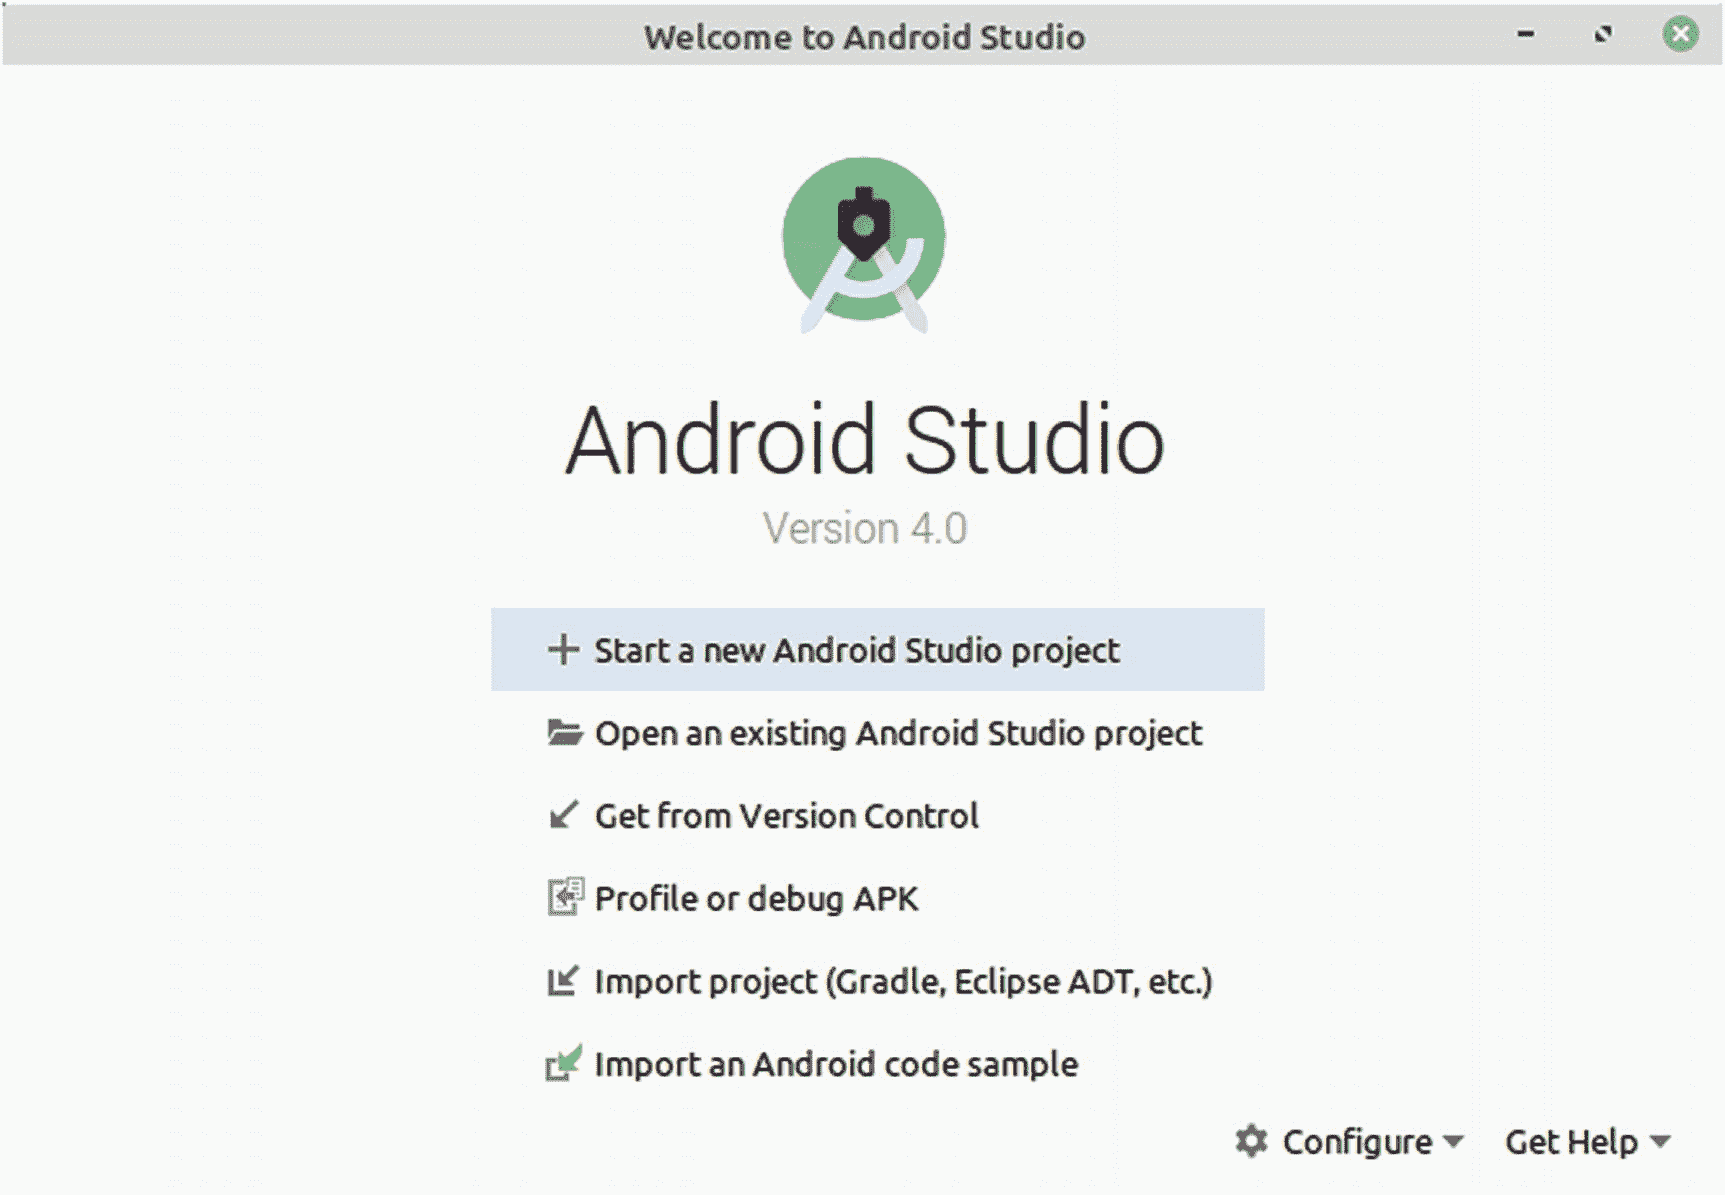 Welcome to Android Studio
Android Studio
Version 4.0
Start a new Android Studio project
Open an existing Android Studio project
Get from Version Control
Profile or debug APK
Import project (Gradle, Eclipse ADT, etc.)
Import an Android code sample
Configure Get Help